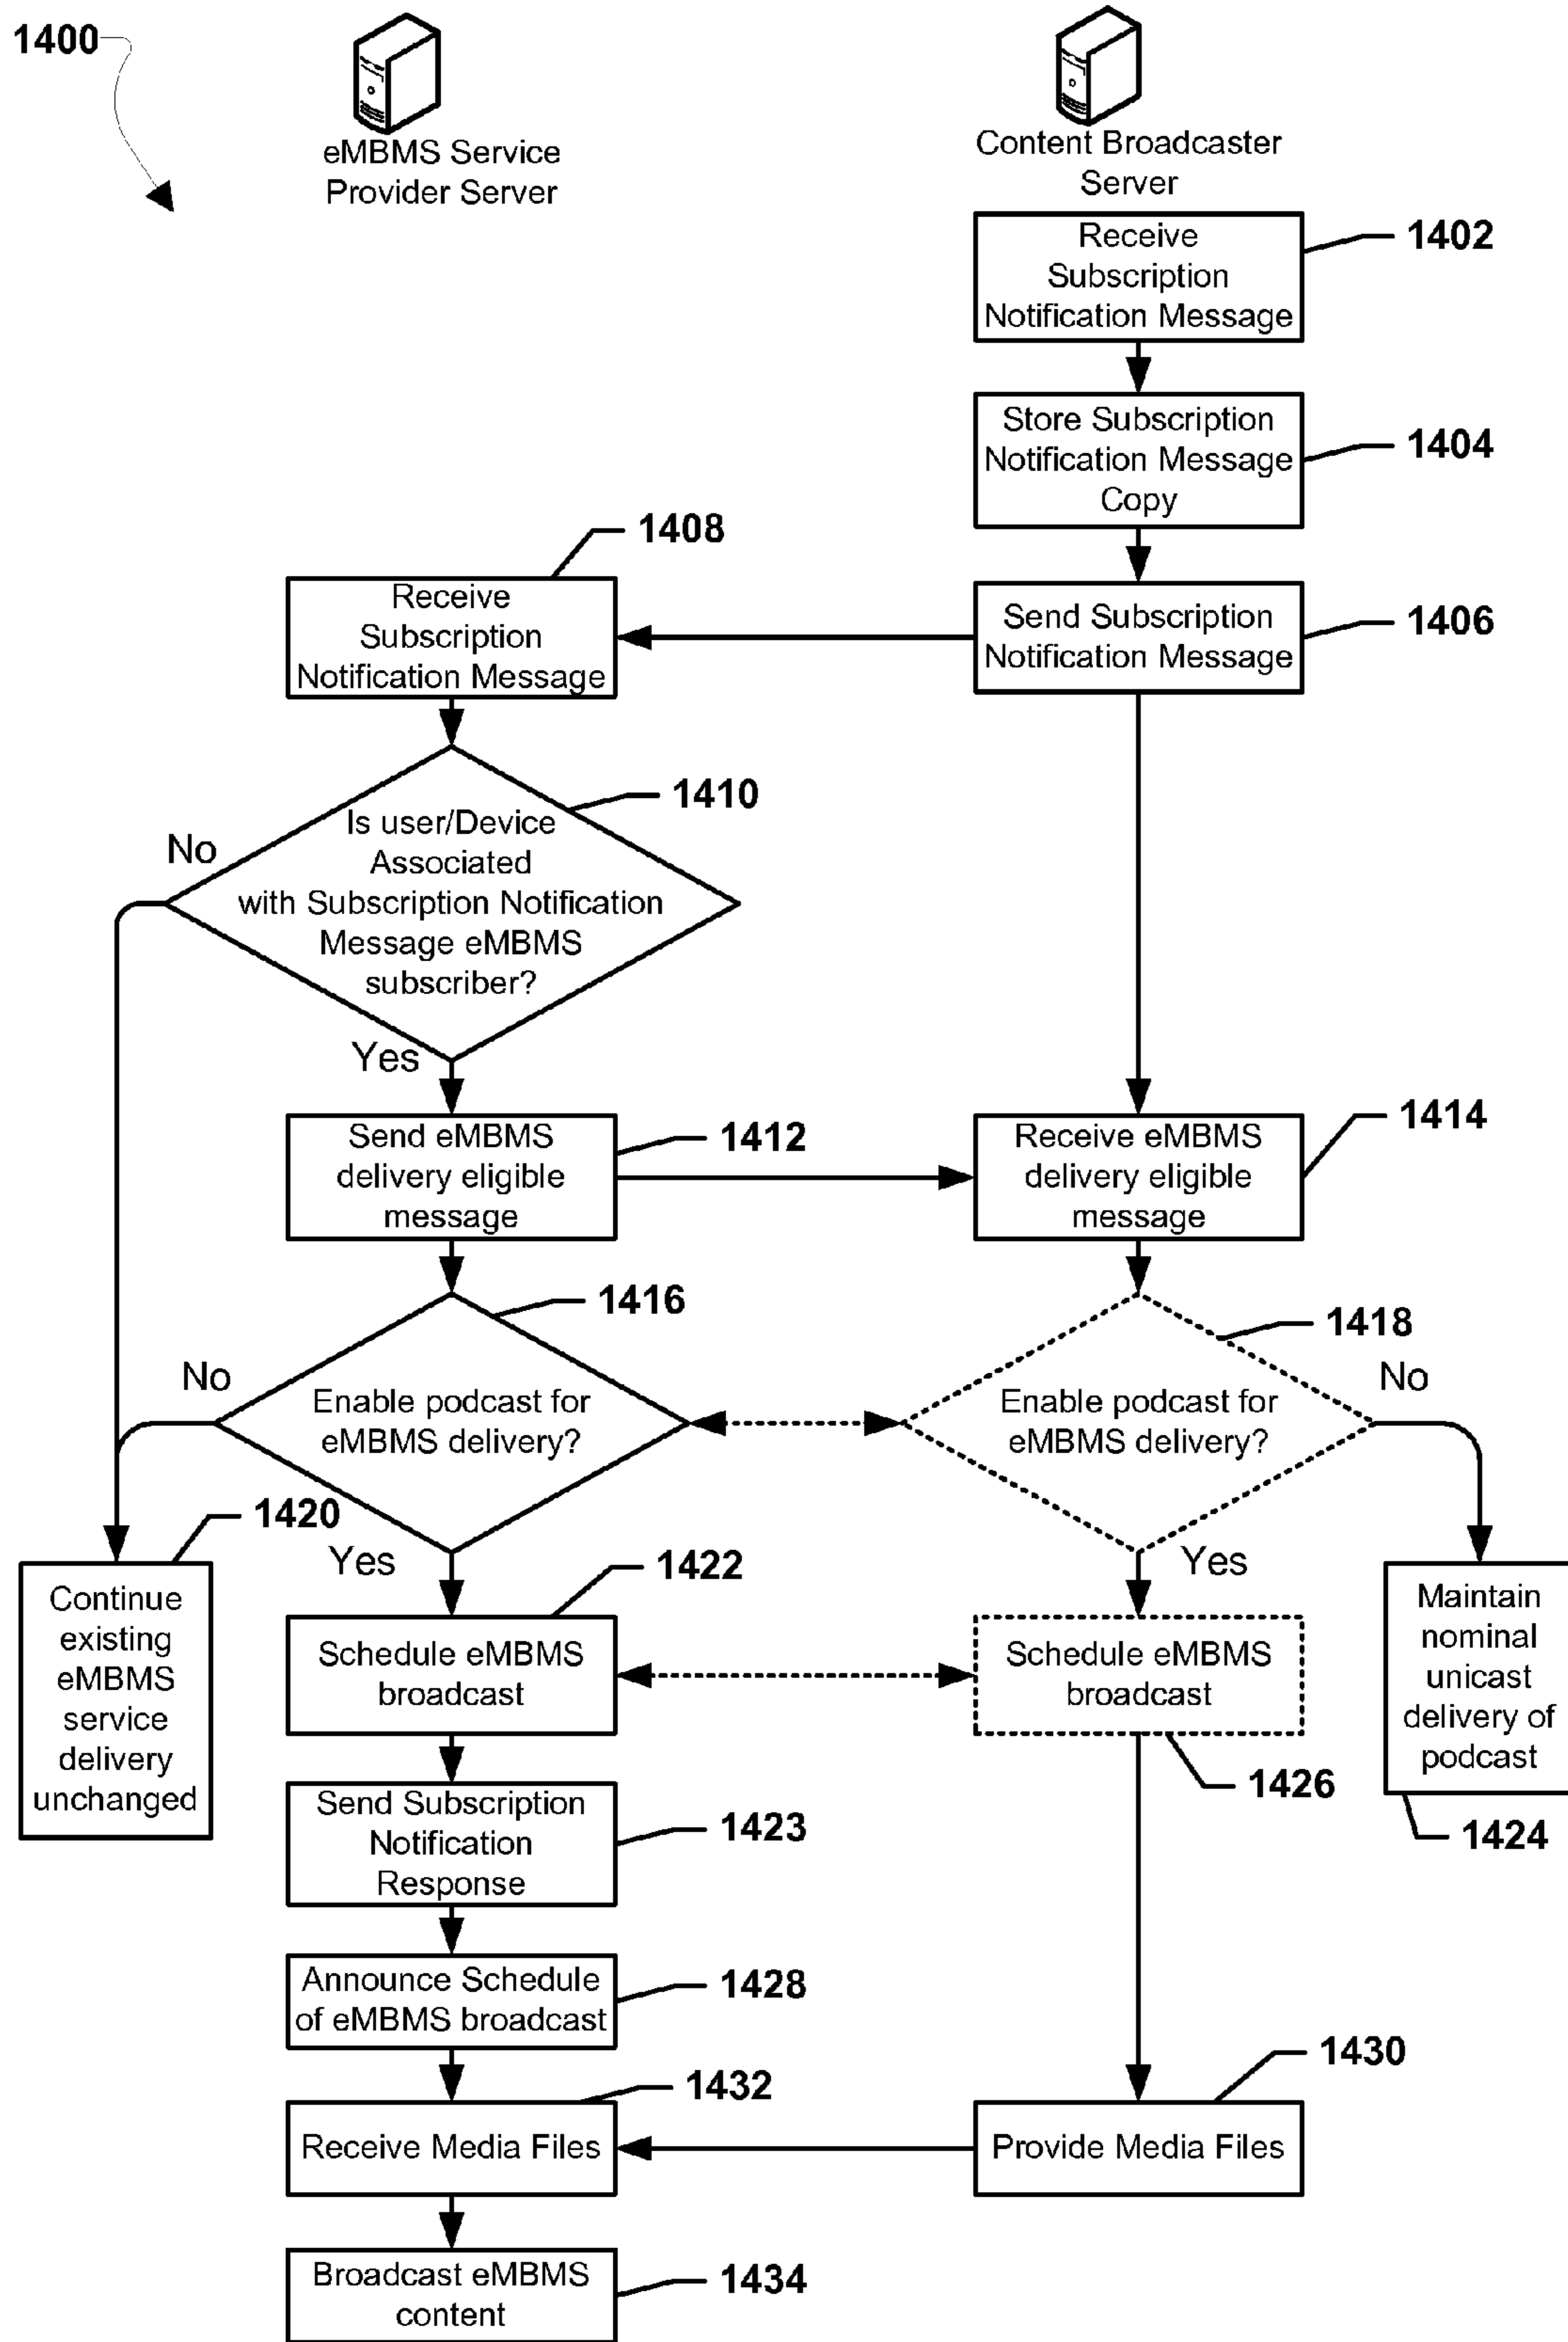 1400
eMBMS Service
Provider Server
Content Broadcaster
Server
Receive
Subscription
Notification Message
1402
Store Subscription
Notification Message
Copy
1404
1408
Receive
Subscription
Notification Message
Send Subscription
Notification Message
1406
1410
Is user/Device
Associated
with Subscription Notification
Message eMBMS
subscriber?
No
Yes
Send eMBMS
delivery eligible
message
1412
Receive eMBMS
delivery eligible
message
1414
1416
Enable podcast for
eMBMS delivery?
No
Yes
1418
Enable podcast for
eMBMS delivery?
No
Yes
1420
Continue
existing
eMBMS
service
delivery
unchanged
1422
Schedule eMBMS
broadcast
Schedule eMBMS
broadcast
1426
Maintain
nominal
unicast
delivery of
podcast
1424
Send Subscription
Notification
Response
1423
Announce Schedule
of eMBMS broadcast
1428
1430
1432
Receive Media Files
Provide Media Files
Broadcast eMBMS
content
1434